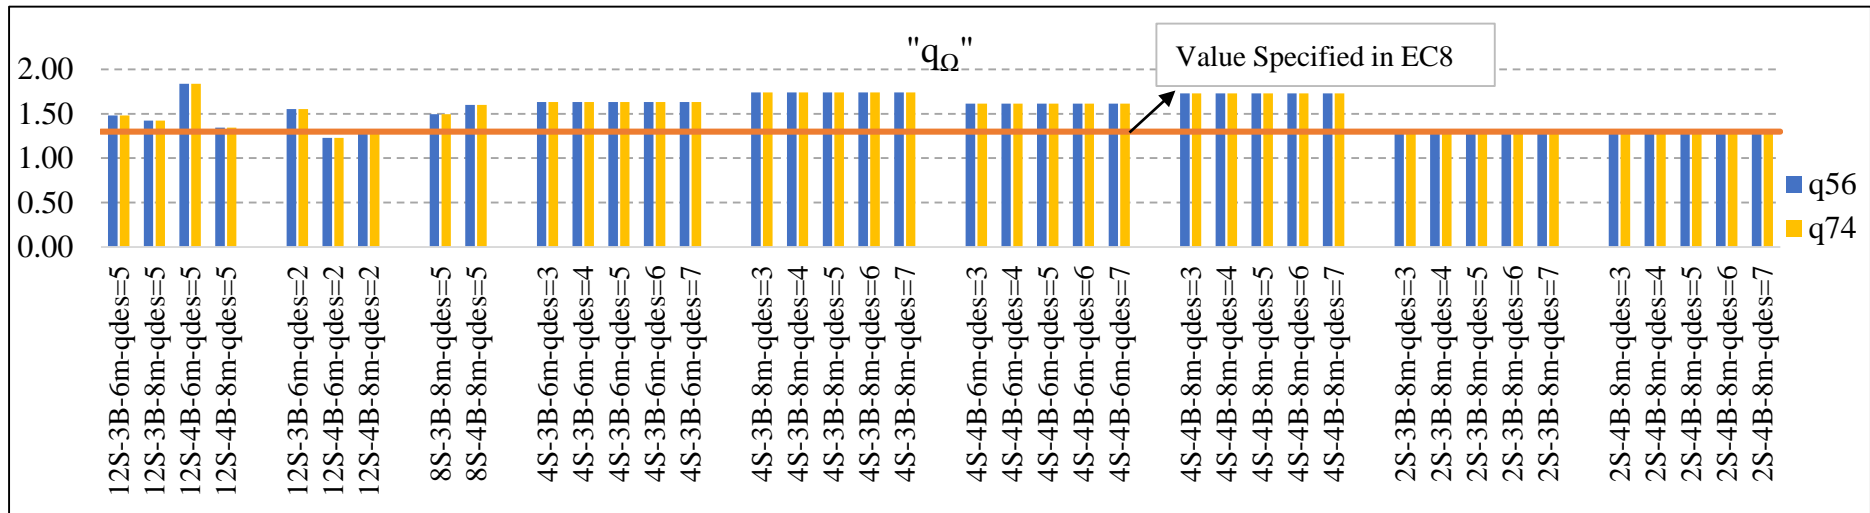 "qΩ"
Value Specified in EC8
2.00
1.50
1.00
0.50
0.00
q56
q74
12S-3B-6m-qdes=5
12S-3B-8m-qdes=5
12S-4B-6m-qdes=5
12S-4B-8m-qdes=5
12S-3B-6m-qdes=2
12S-4B-6m-qdes=2
12S-4B-8m-qdes=2
8S-3B-8m-qdes=5
8S-4B-8m-qdes=5
4S-3B-6m-qdes=3
4S-3B-6m-qdes=4
4S-3B-6m-qdes=5
4S-3B-6m-qdes=6
4S-3B-6m-qdes=7
4S-3B-8m-qdes=3
4S-3B-8m-qdes=4
4S-3B-8m-qdes=5
4S-3B-8m-qdes=6
4S-3B-8m-qdes=7
4S-4B-6m-qdes=3
4S-4B-6m-qdes=4
4S-4B-6m-qdes=5
4S-4B-6m-qdes=6
4S-4B-6m-qdes=7
4S-4B-8m-qdes=3
4S-4B-8m-qdes=4
4S-4B-8m-qdes=5
4S-4B-8m-qdes=6
4S-4B-8m-qdes=7
2S-3B-8m-qdes=3
2S-3B-8m-qdes=4
2S-3B-8m-qdes=5
2S-3B-8m-qdes=6
2S-3B-8m-qdes=7
2S-4B-8m-qdes=3
2S-4B-8m-qdes=4
2S-4B-8m-qdes=5
2S-4B-8m-qdes=6
2S-4B-8m-qdes=7